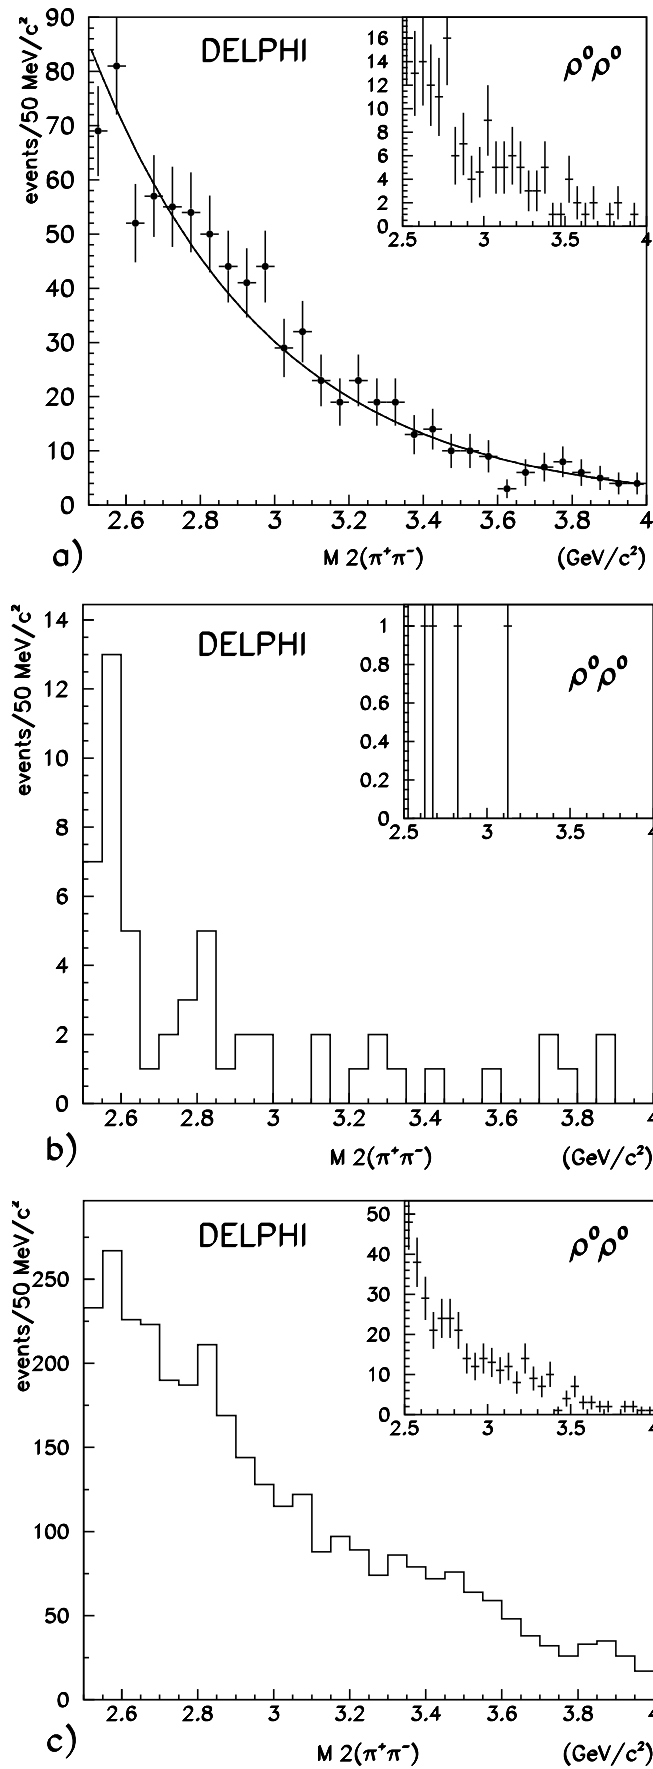 events/50 MeV/c²
90
80
70
60
50
40
30
20
10
0
DELPHI
ρ⁰ρ⁰
16
14
12
10
8
6
4
2
0
2.5 3 3.5 4
2.6 2.8 3 3.2 3.4 3.6 3.8 4
a)
M 2(π⁺π⁻) (GeV/c²)
events/50 MeV/c²
14
12
10
8
6
4
2
0
DELPHI
ρ⁰ρ⁰
1
0.8
0.6
0.4
0.2
0
2.5 3 3.5 4
2.6 2.8 3 3.2 3.4 3.6 3.8 4
b)
M 2(π⁺π⁻) (GeV/c²)
events/50 MeV/c²
250
200
150
100
50
0
DELPHI
ρ⁰ρ⁰
50
40
30
20
10
0
2.5 3 3.5 4
2.6 2.8 3 3.2 3.4 3.6 3.8 4
c)
M 2(π⁺π⁻) (GeV/c²)